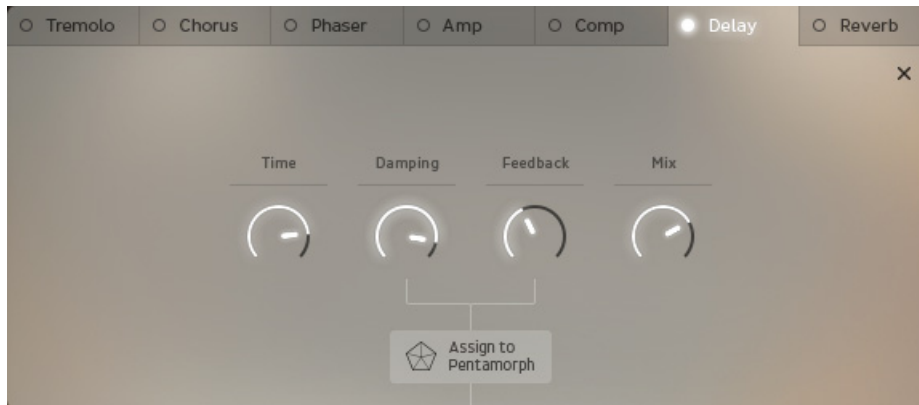 Tremolo Chorus Phaser Amp Comp Delay Reverb
Time Damping Feedback Mix
Assign to
Pentamorph